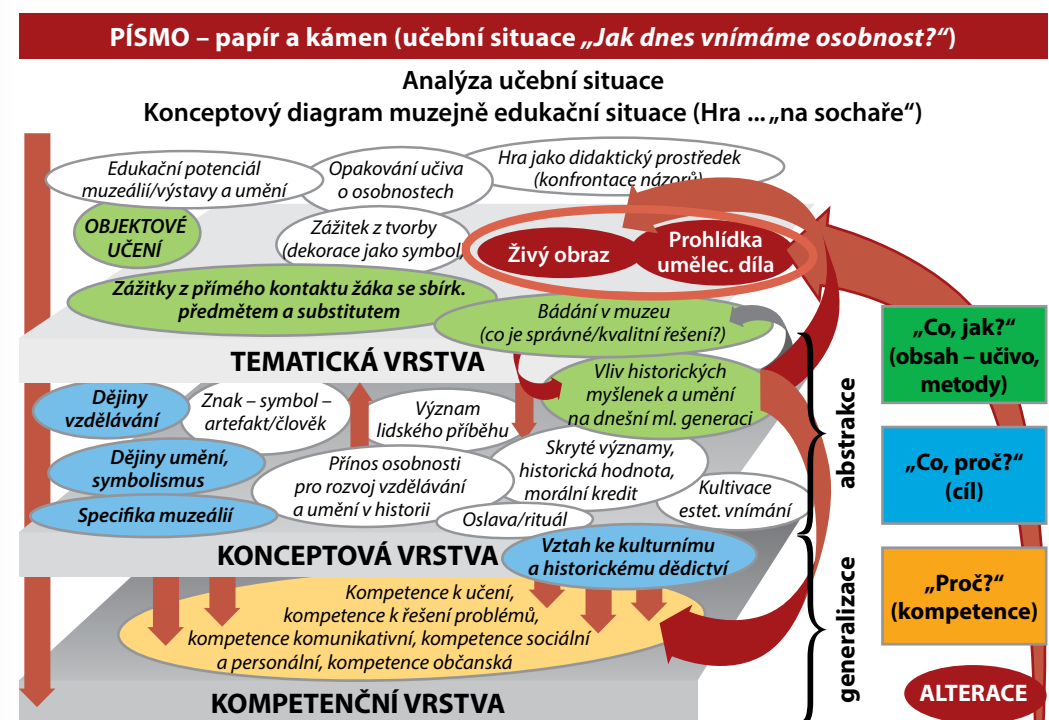 PÍSMO – papír a kámen (učební situace „Jak dnes vnímáme osobnost?“)
Analýza učební situace
Konceptový diagram muzejně edukační situace (Hra ... „na sochaře“)
Edukační potenciál
muzeálií/výstavy a umění
Opakování učiva
o osobnostech
Hra jako didaktický prostředek
(konfrontace názorů)
OBJEKTOVÉ
UČENÍ
Zážitek z tvorby
(dekorace jako symbol)
Živý obraz
Prohlídka
umělec. díla
Zážitky z přímého kontaktu žáka se sbírk.
předmětem a substitutem
Bádání v muzeu
(co je správné/kvalitní řešení?)
TEMATICKÁ VRSTVA
Vliv historických
myšlenek a umění
na dnešní ml. generaci
Dějiny
vzdělávání
Znak – symbol –
artefakt/člověk
Význam
lidského příběhu
Dějiny umění,
symbolismus
Přínos osobnosti
pro rozvoj vzdělávání
a umění v historii
Skryté významy,
historická hodnota,
morální kredit
Kultivace
estet. vnímání
Specifika muzeálií
Oslava/rituál
KONCEPTOVÁ VRSTVA
Vztah ke kulturnímu
a historickému dědictví
Kompetence k učení,
kompetence k řešení problémů,
kompetence komunikativní, kompetence sociální
a personální, kompetence občanská
KOMPETENČNÍ VRSTVA
abstrakce
generalizace
„Co, jak?“
(obsah – učivo,
metody)
„Co, proč?“
(cíl)
„Proč?“
(kompetence)
ALTERACE